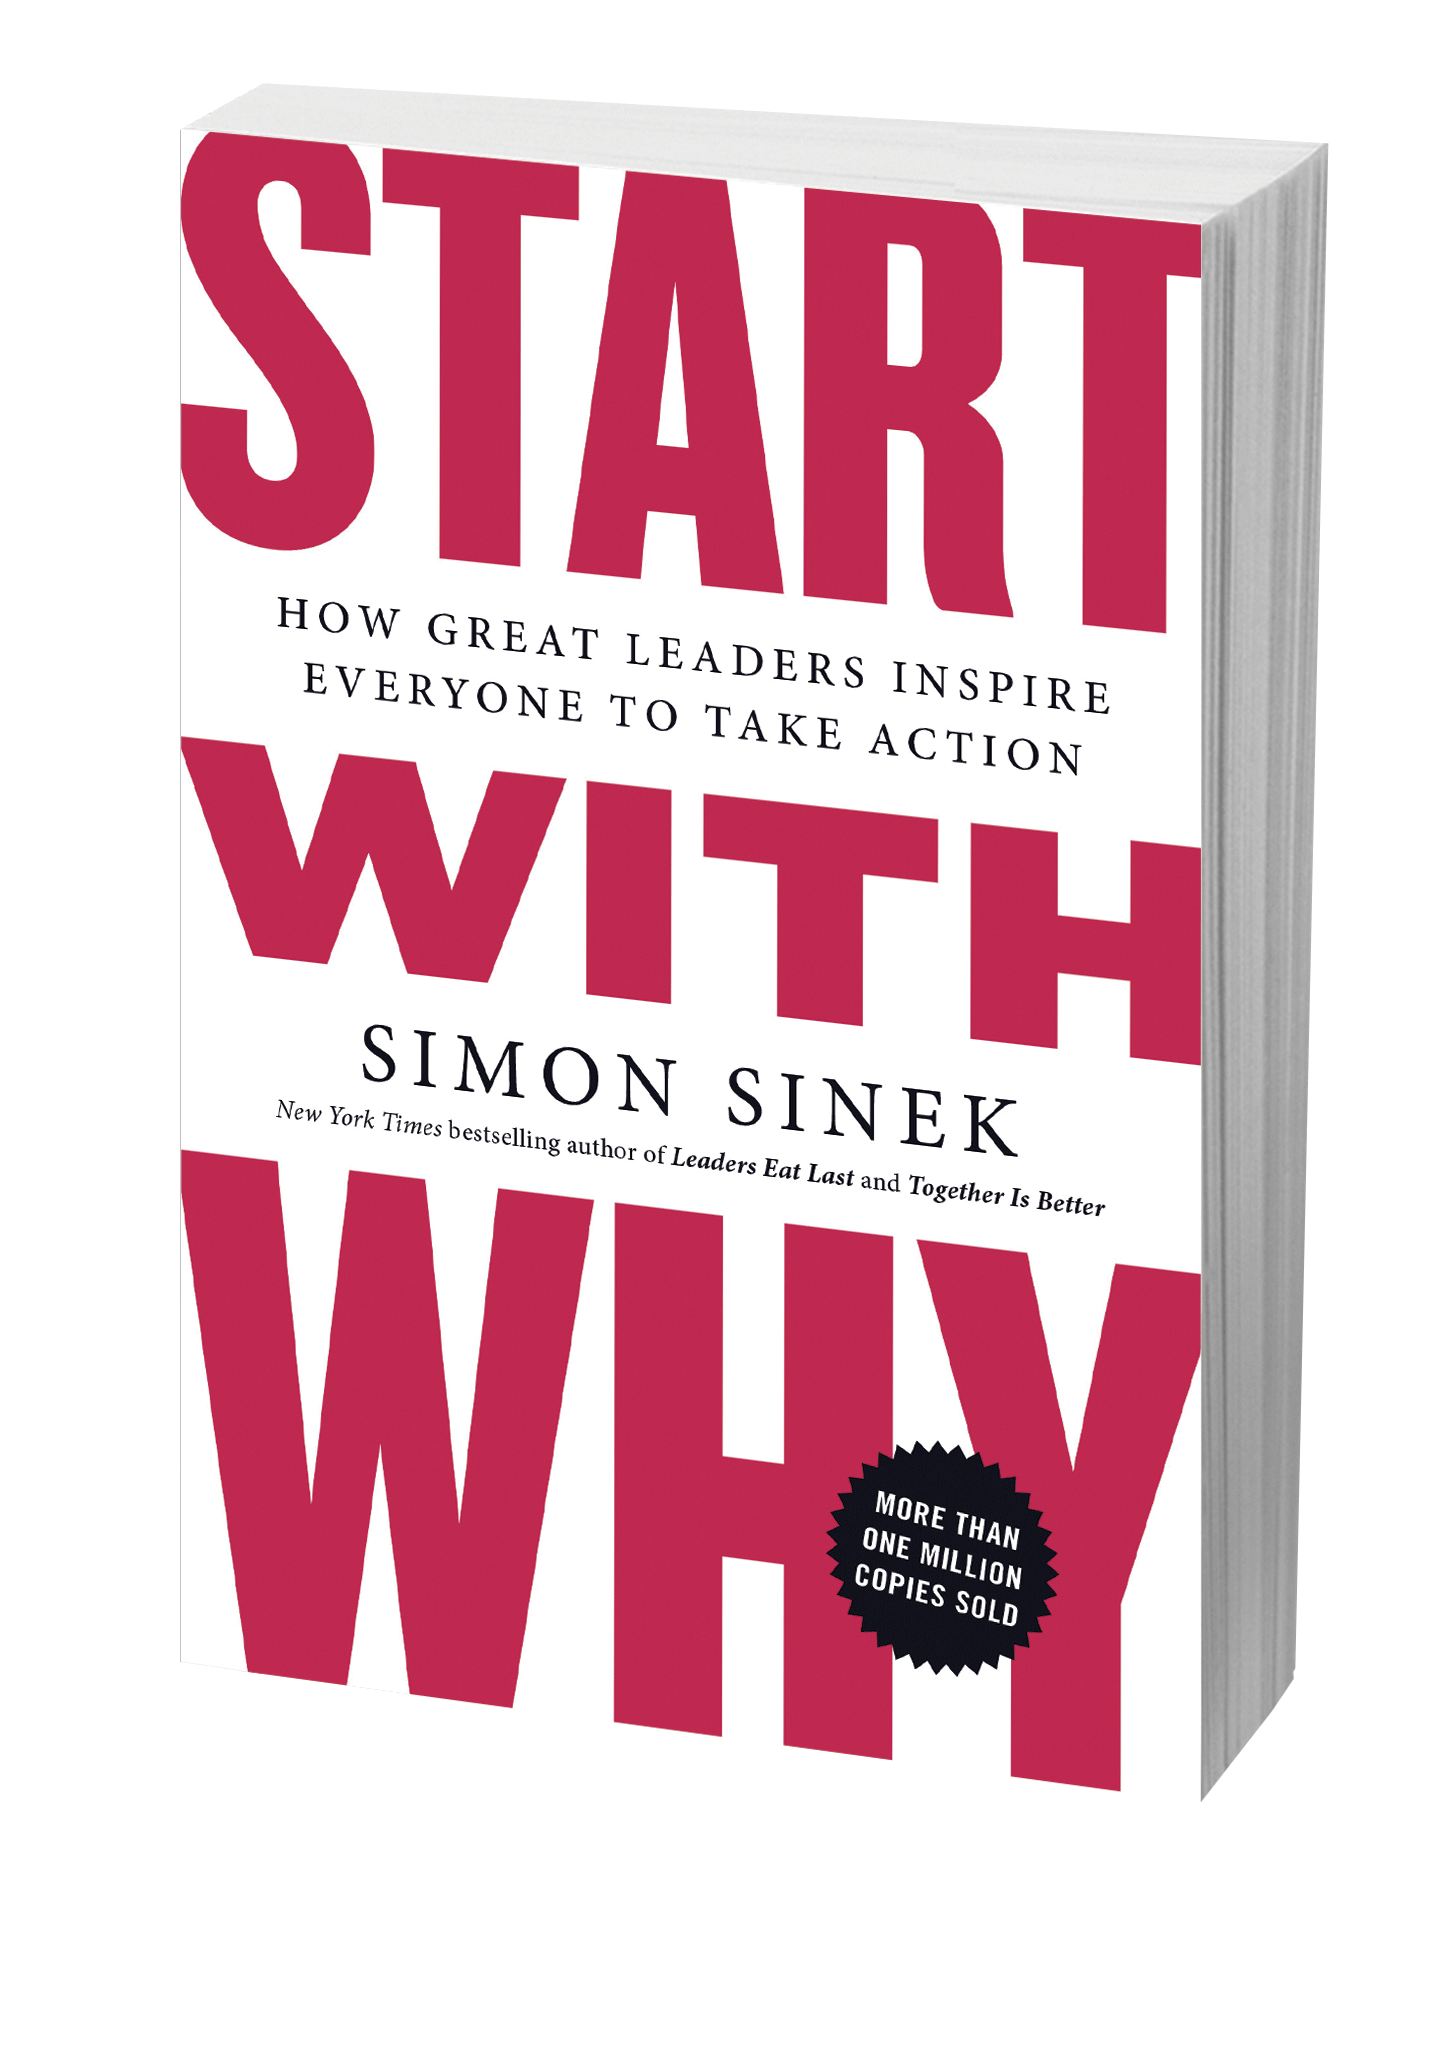 START
HOW GREAT LEADERS INSPIRE
EVERYONE TO TAKE ACTION
WITH
SIMON SINEK
New York Times bestselling author of Leaders Eat Last and Together Is Better
WHY
MORE THAN
ONE MILLION
COPIES SOLD